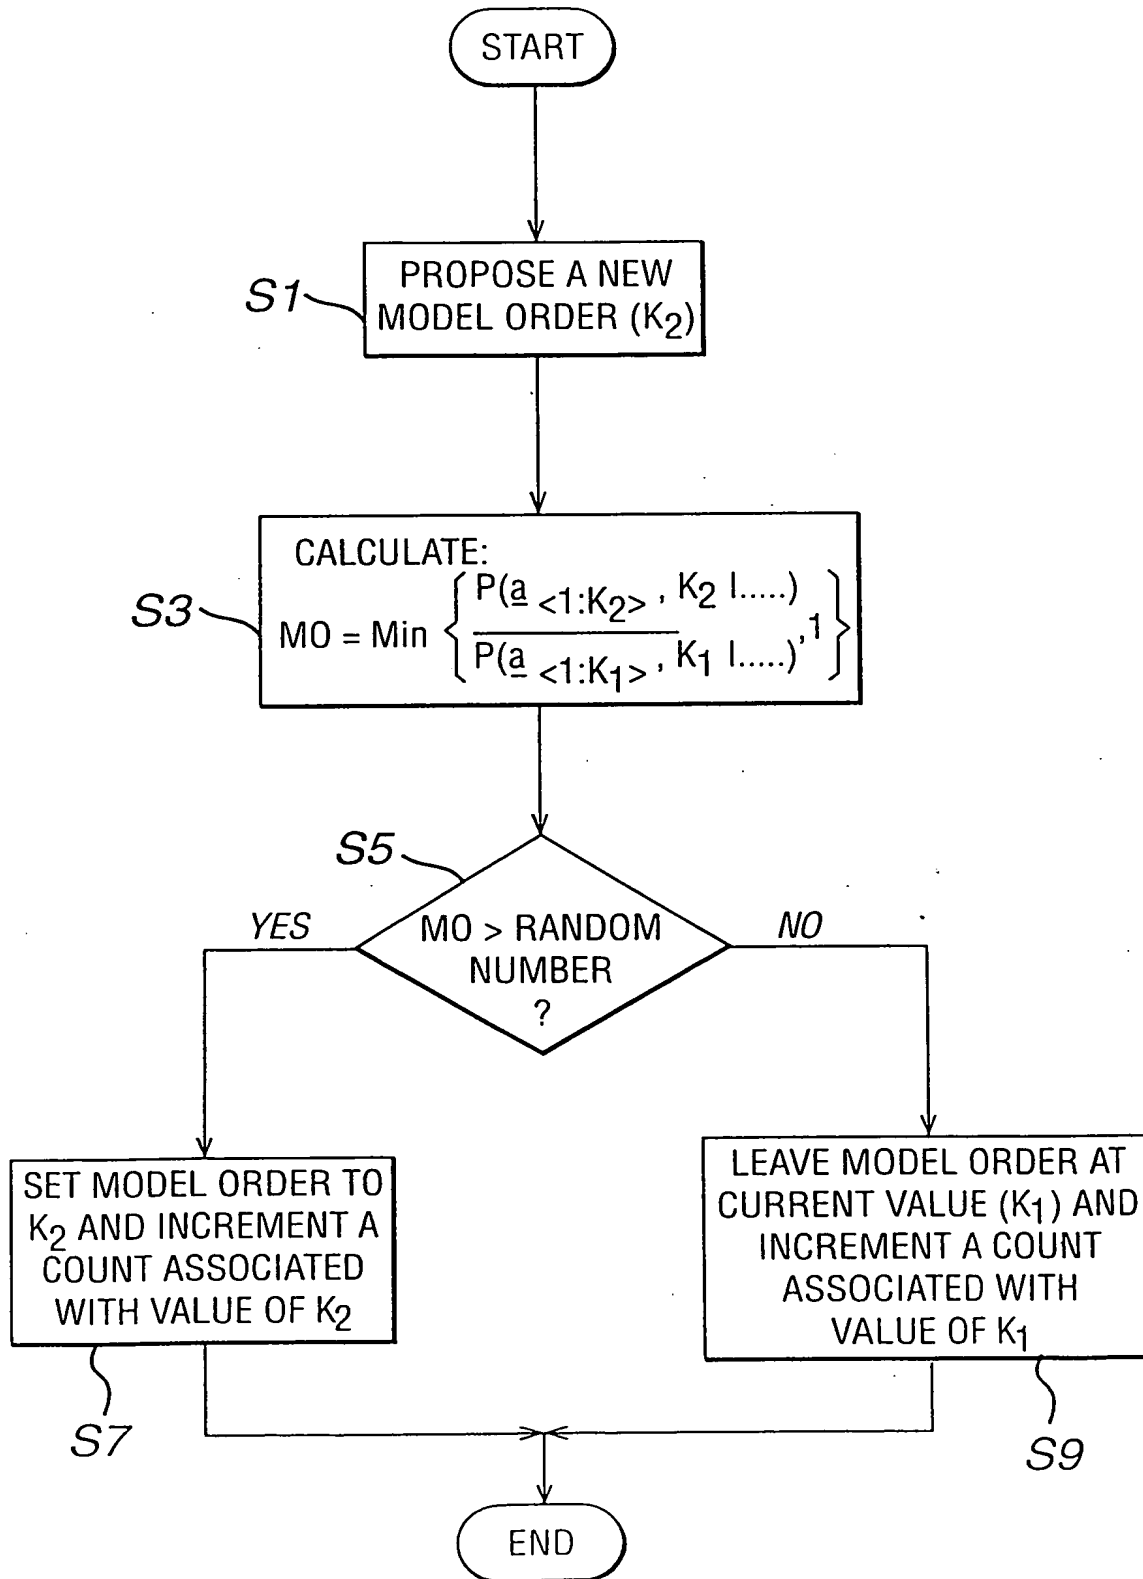 START
S1
PROPOSE A NEW
MODEL ORDER (K2)
S3
CALCULATE:
MO = Min { P(a <1:K2> , K2 I.....) / P(a <1:K1> , K1 I.....) ,1 }
S5
YES
MO > RANDOM
NUMBER
?
NO
SET MODEL ORDER TO
K2 AND INCREMENT A
COUNT ASSOCIATED
WITH VALUE OF K2
S7
LEAVE MODEL ORDER AT
CURRENT VALUE (K1) AND
INCREMENT A COUNT
ASSOCIATED WITH
VALUE OF K1
S9
END